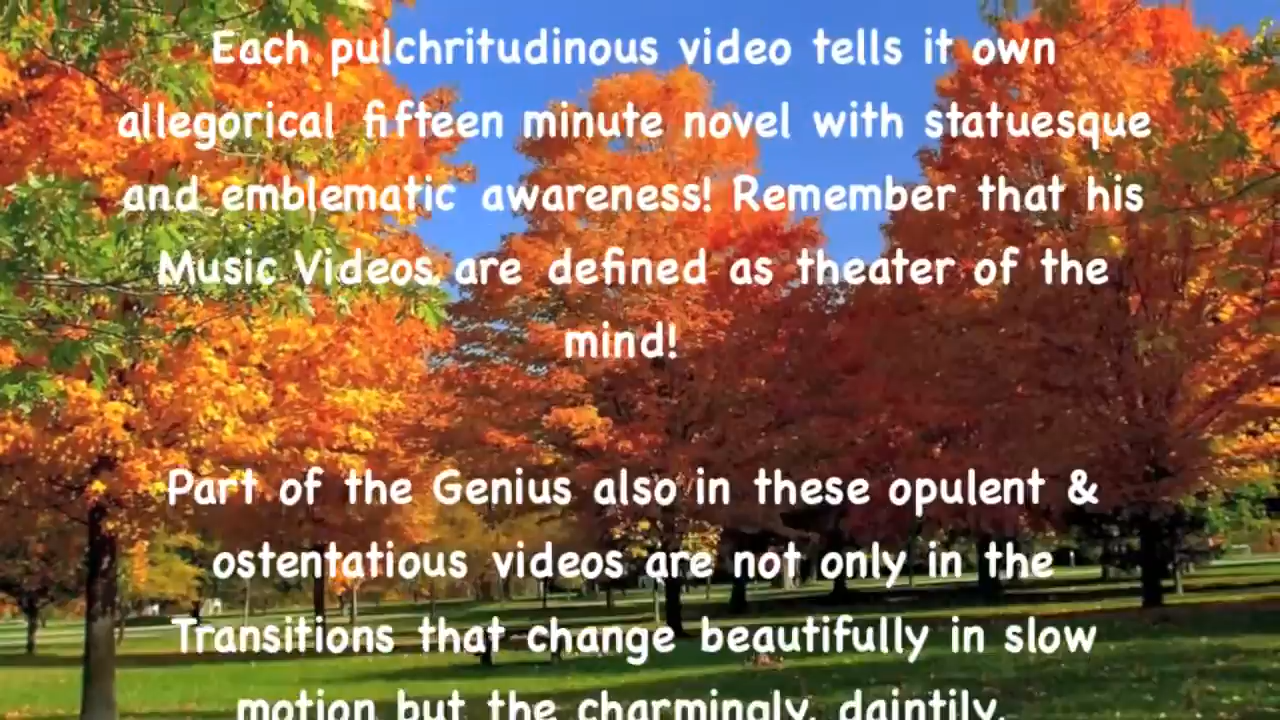 Each pulchritudinous video tells it own
allegorical fifteen minute novel with statuesque
and emblematic awareness! Remember that his
Music Videos are defined as theater of the
mind!
Part of the Genius also in these opulent &
ostentatious videos are not only in the
Transitions that change beautifully in slow
motion but the charmingly, daintily,